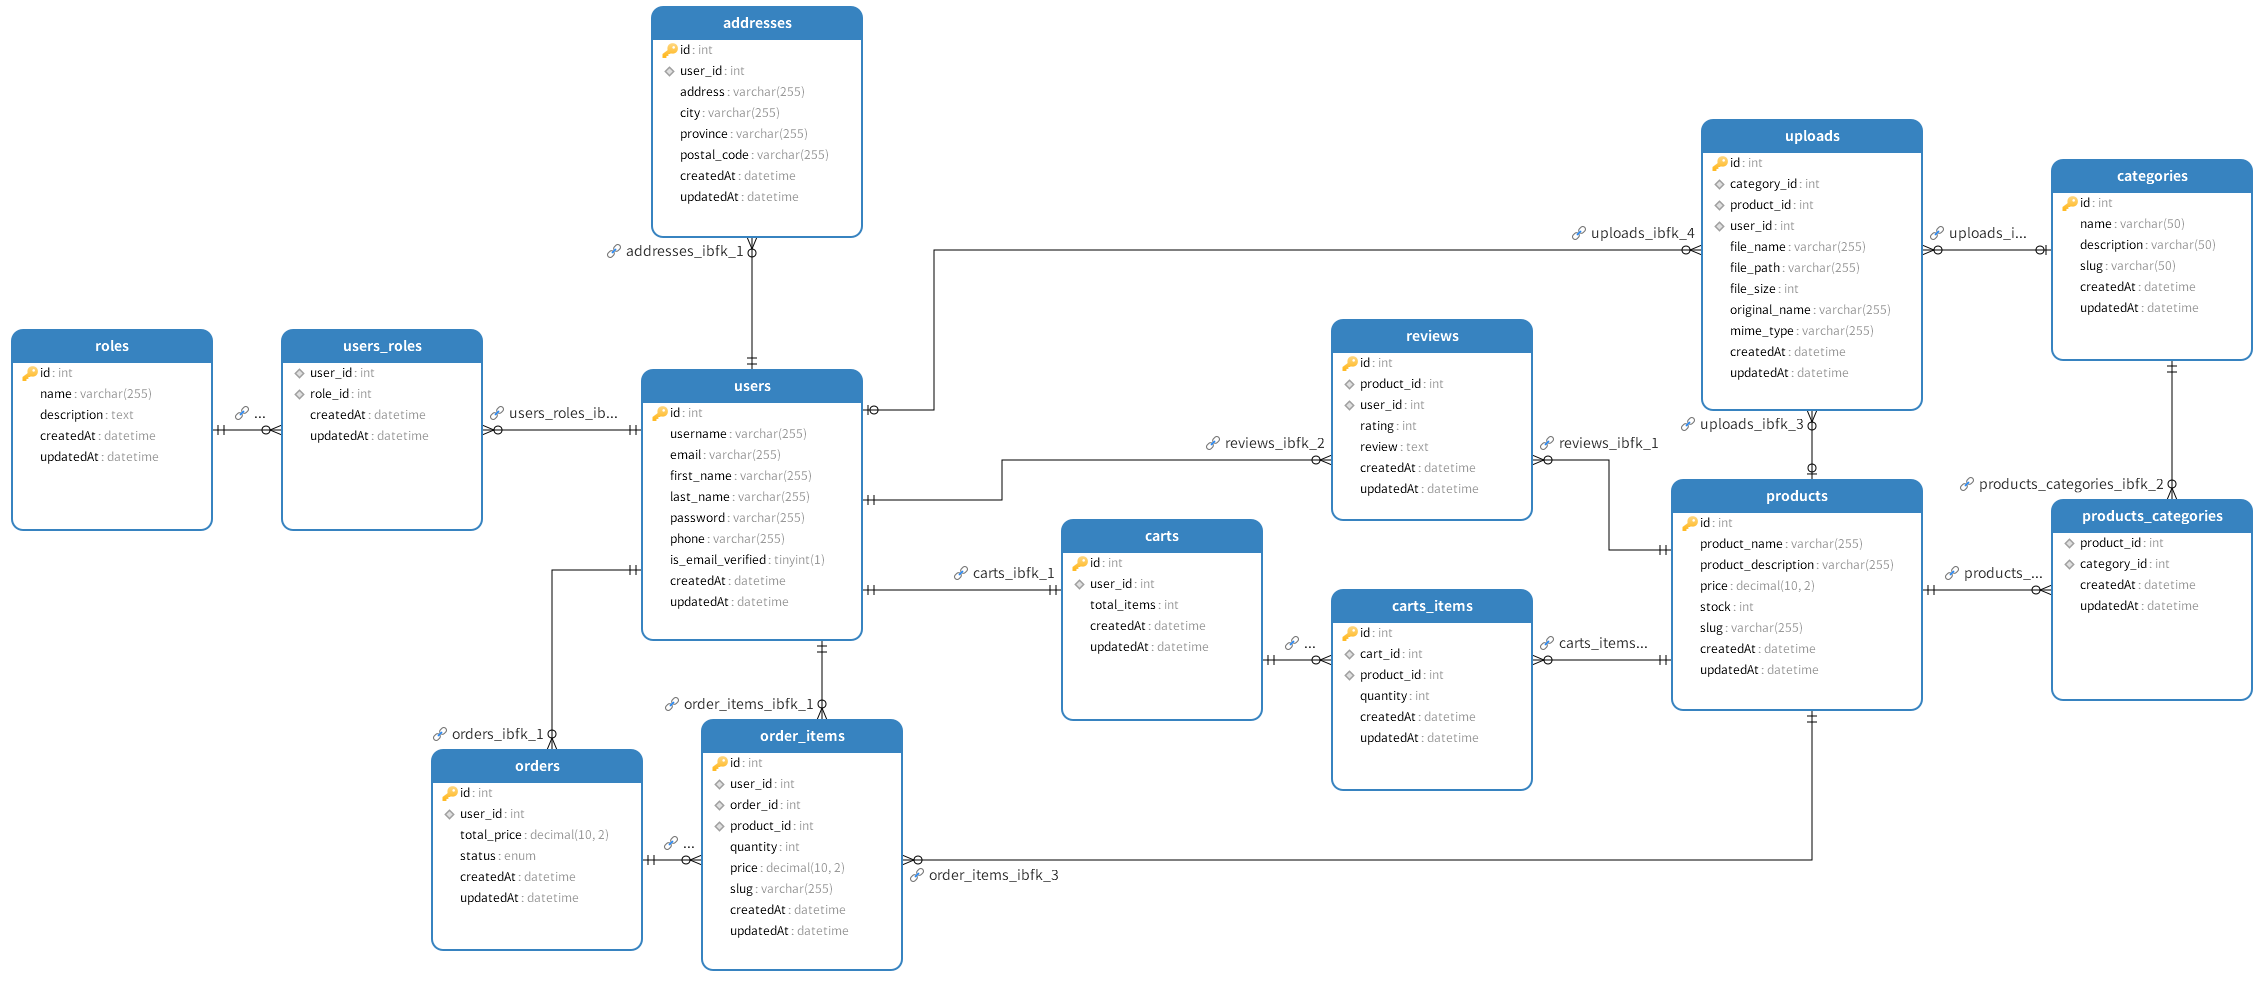 addresses
id: int
user_id: int
address: varchar(255)
city: varchar(255)
province: varchar(255)
postal_code: varchar(255)
createdAt: datetime
updatedAt: datetime
addresses_ibfk_1
uploads
id: int
category_id: int
product_id: int
user_id: int
file_name: varchar(255)
file_path: varchar(255)
file_size: int
original_name: varchar(255)
mime_type: varchar(255)
createdAt: datetime
updatedAt: datetime
uploads_ibfk_4
uploads_i...
uploads_ibfk_3
categories
id: int
name: varchar(50)
description: varchar(50)
slug: varchar(50)
createdAt: datetime
updatedAt: datetime
roles
id: int
name: varchar(255)
description: text
createdAt: datetime
updatedAt: datetime
...
users_roles
user_id: int
role_id: int
createdAt: datetime
updatedAt: datetime
users_roles_ib...
users
id: int
username: varchar(255)
email: varchar(255)
first_name: varchar(255)
last_name: varchar(255)
password: varchar(255)
phone: varchar(255)
is_email_verified: tinyint(1)
createdAt: datetime
updatedAt: datetime
reviews_ibfk_2
reviews
id: int
product_id: int
user_id: int
rating: int
review: text
createdAt: datetime
updatedAt: datetime
reviews_ibfk_1
products_categories_ibfk_2
products
id: int
product_name: varchar(255)
product_description: varchar(255)
price: decimal(10, 2)
stock: int
slug: varchar(255)
createdAt: datetime
updatedAt: datetime
products_...
products_categories
product_id: int
category_id: int
createdAt: datetime
updatedAt: datetime
carts_ibfk_1
carts
id: int
user_id: int
total_items: int
createdAt: datetime
updatedAt: datetime
...
carts_items
id: int
cart_id: int
product_id: int
quantity: int
createdAt: datetime
updatedAt: datetime
carts_items...
orders_ibfk_1
orders
id: int
user_id: int
total_price: decimal(10, 2)
status: enum
createdAt: datetime
updatedAt: datetime
...
order_items_ibfk_1
order_items
id: int
user_id: int
order_id: int
product_id: int
quantity: int
price: decimal(10, 2)
slug: varchar(255)
createdAt: datetime
updatedAt: datetime
order_items_ibfk_3